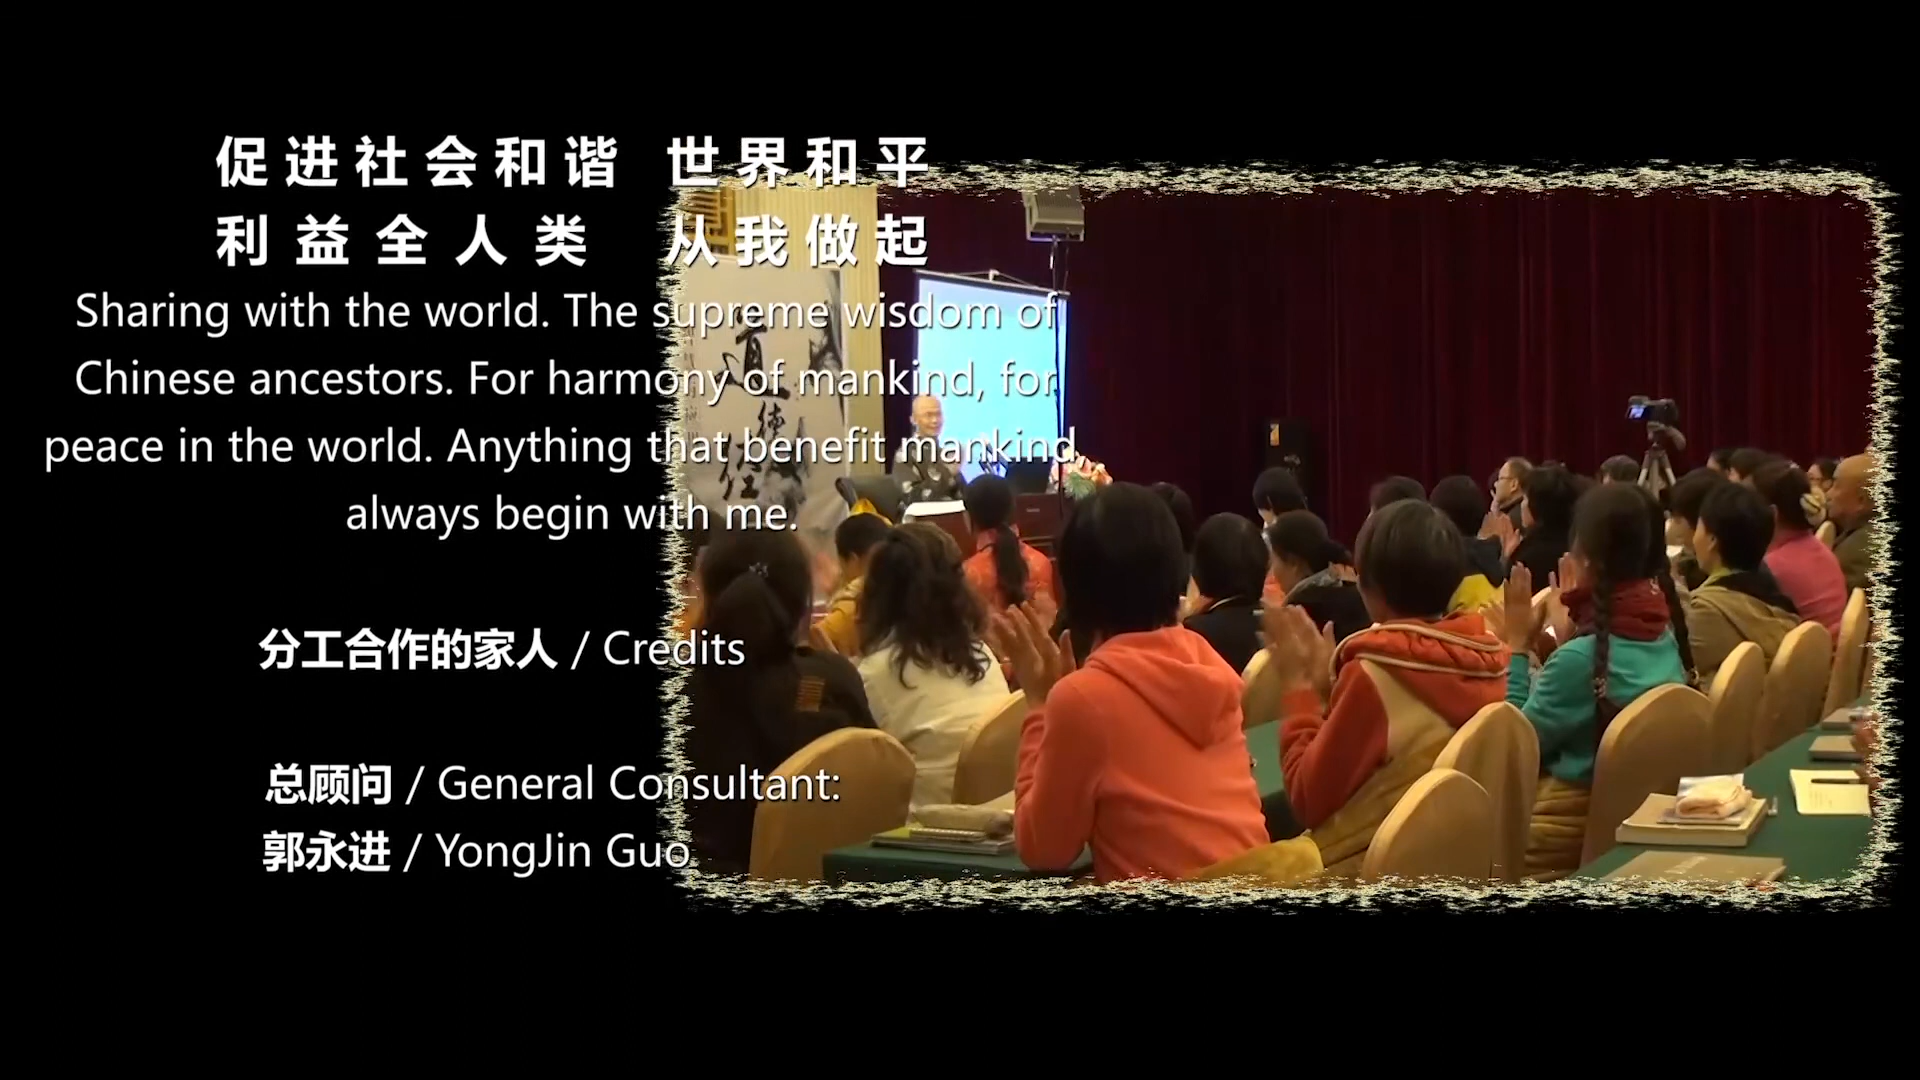 促进社会和谐 世界和平
利益全人类 从我做起
Sharing with the world. The supreme wisdom of
Chinese ancestors. For harmony of mankind, for
peace in the world. Anything that benefit mankind,
always begin with me.
分工合作的家人 / Credits
总顾问 / General Consultant:
郭永进 / YongJin Guo
道德